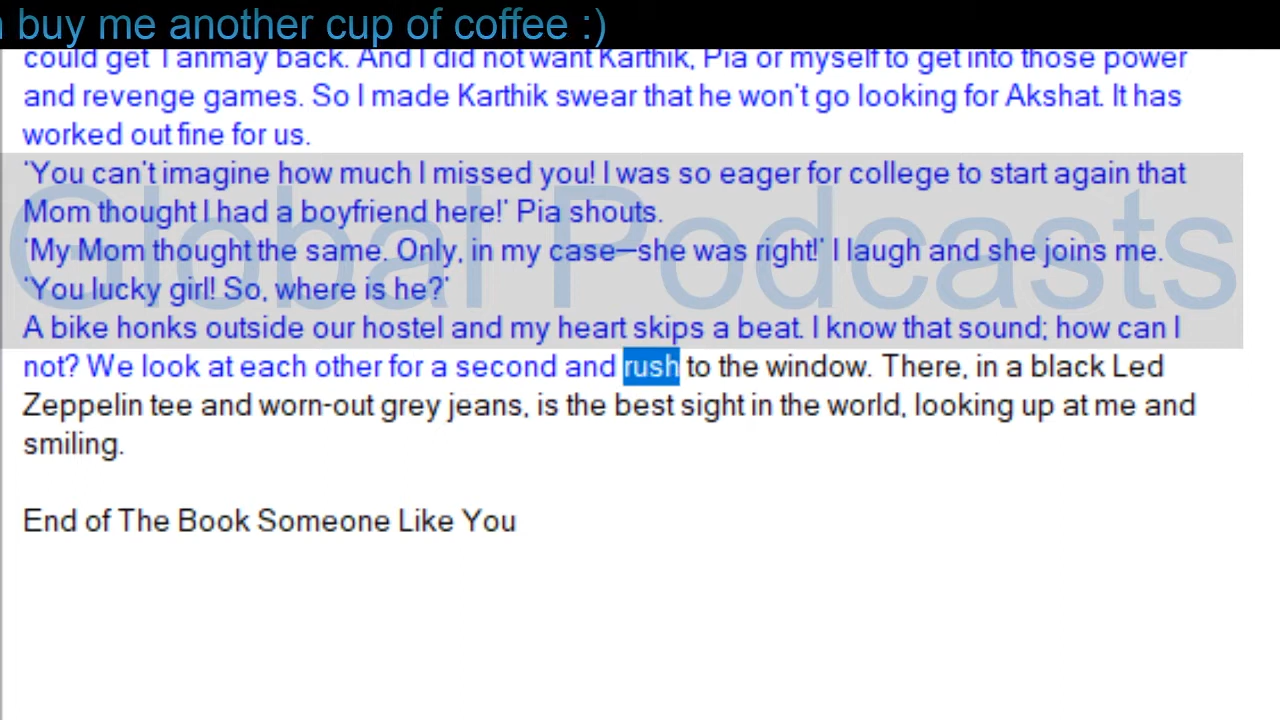 buy me another cup of coffee :)
could get Tanmay back. And I did not want Karthik, Pia or myself to get into those power
and revenge games. So I made Karthik swear that he won't go looking for Akshat. It has
worked out fine for us.
'You can't imagine how much I missed you! I was so eager for college to start again that
Mom thought I had a boyfriend here!' Pia shouts.
'My Mom thought the same. Only, in my case—she was right!' I laugh and she joins me.
'You lucky girl! So, where is he?'
Global Podcasts
A bike honks outside our hostel and my heart skips a beat. I know that sound; how can I
not? We look at each other for a second and rush to the window. There, in a black Led
Zeppelin tee and worn-out grey jeans, is the best sight in the world, looking up at me and
smiling.
End of The Book Someone Like You